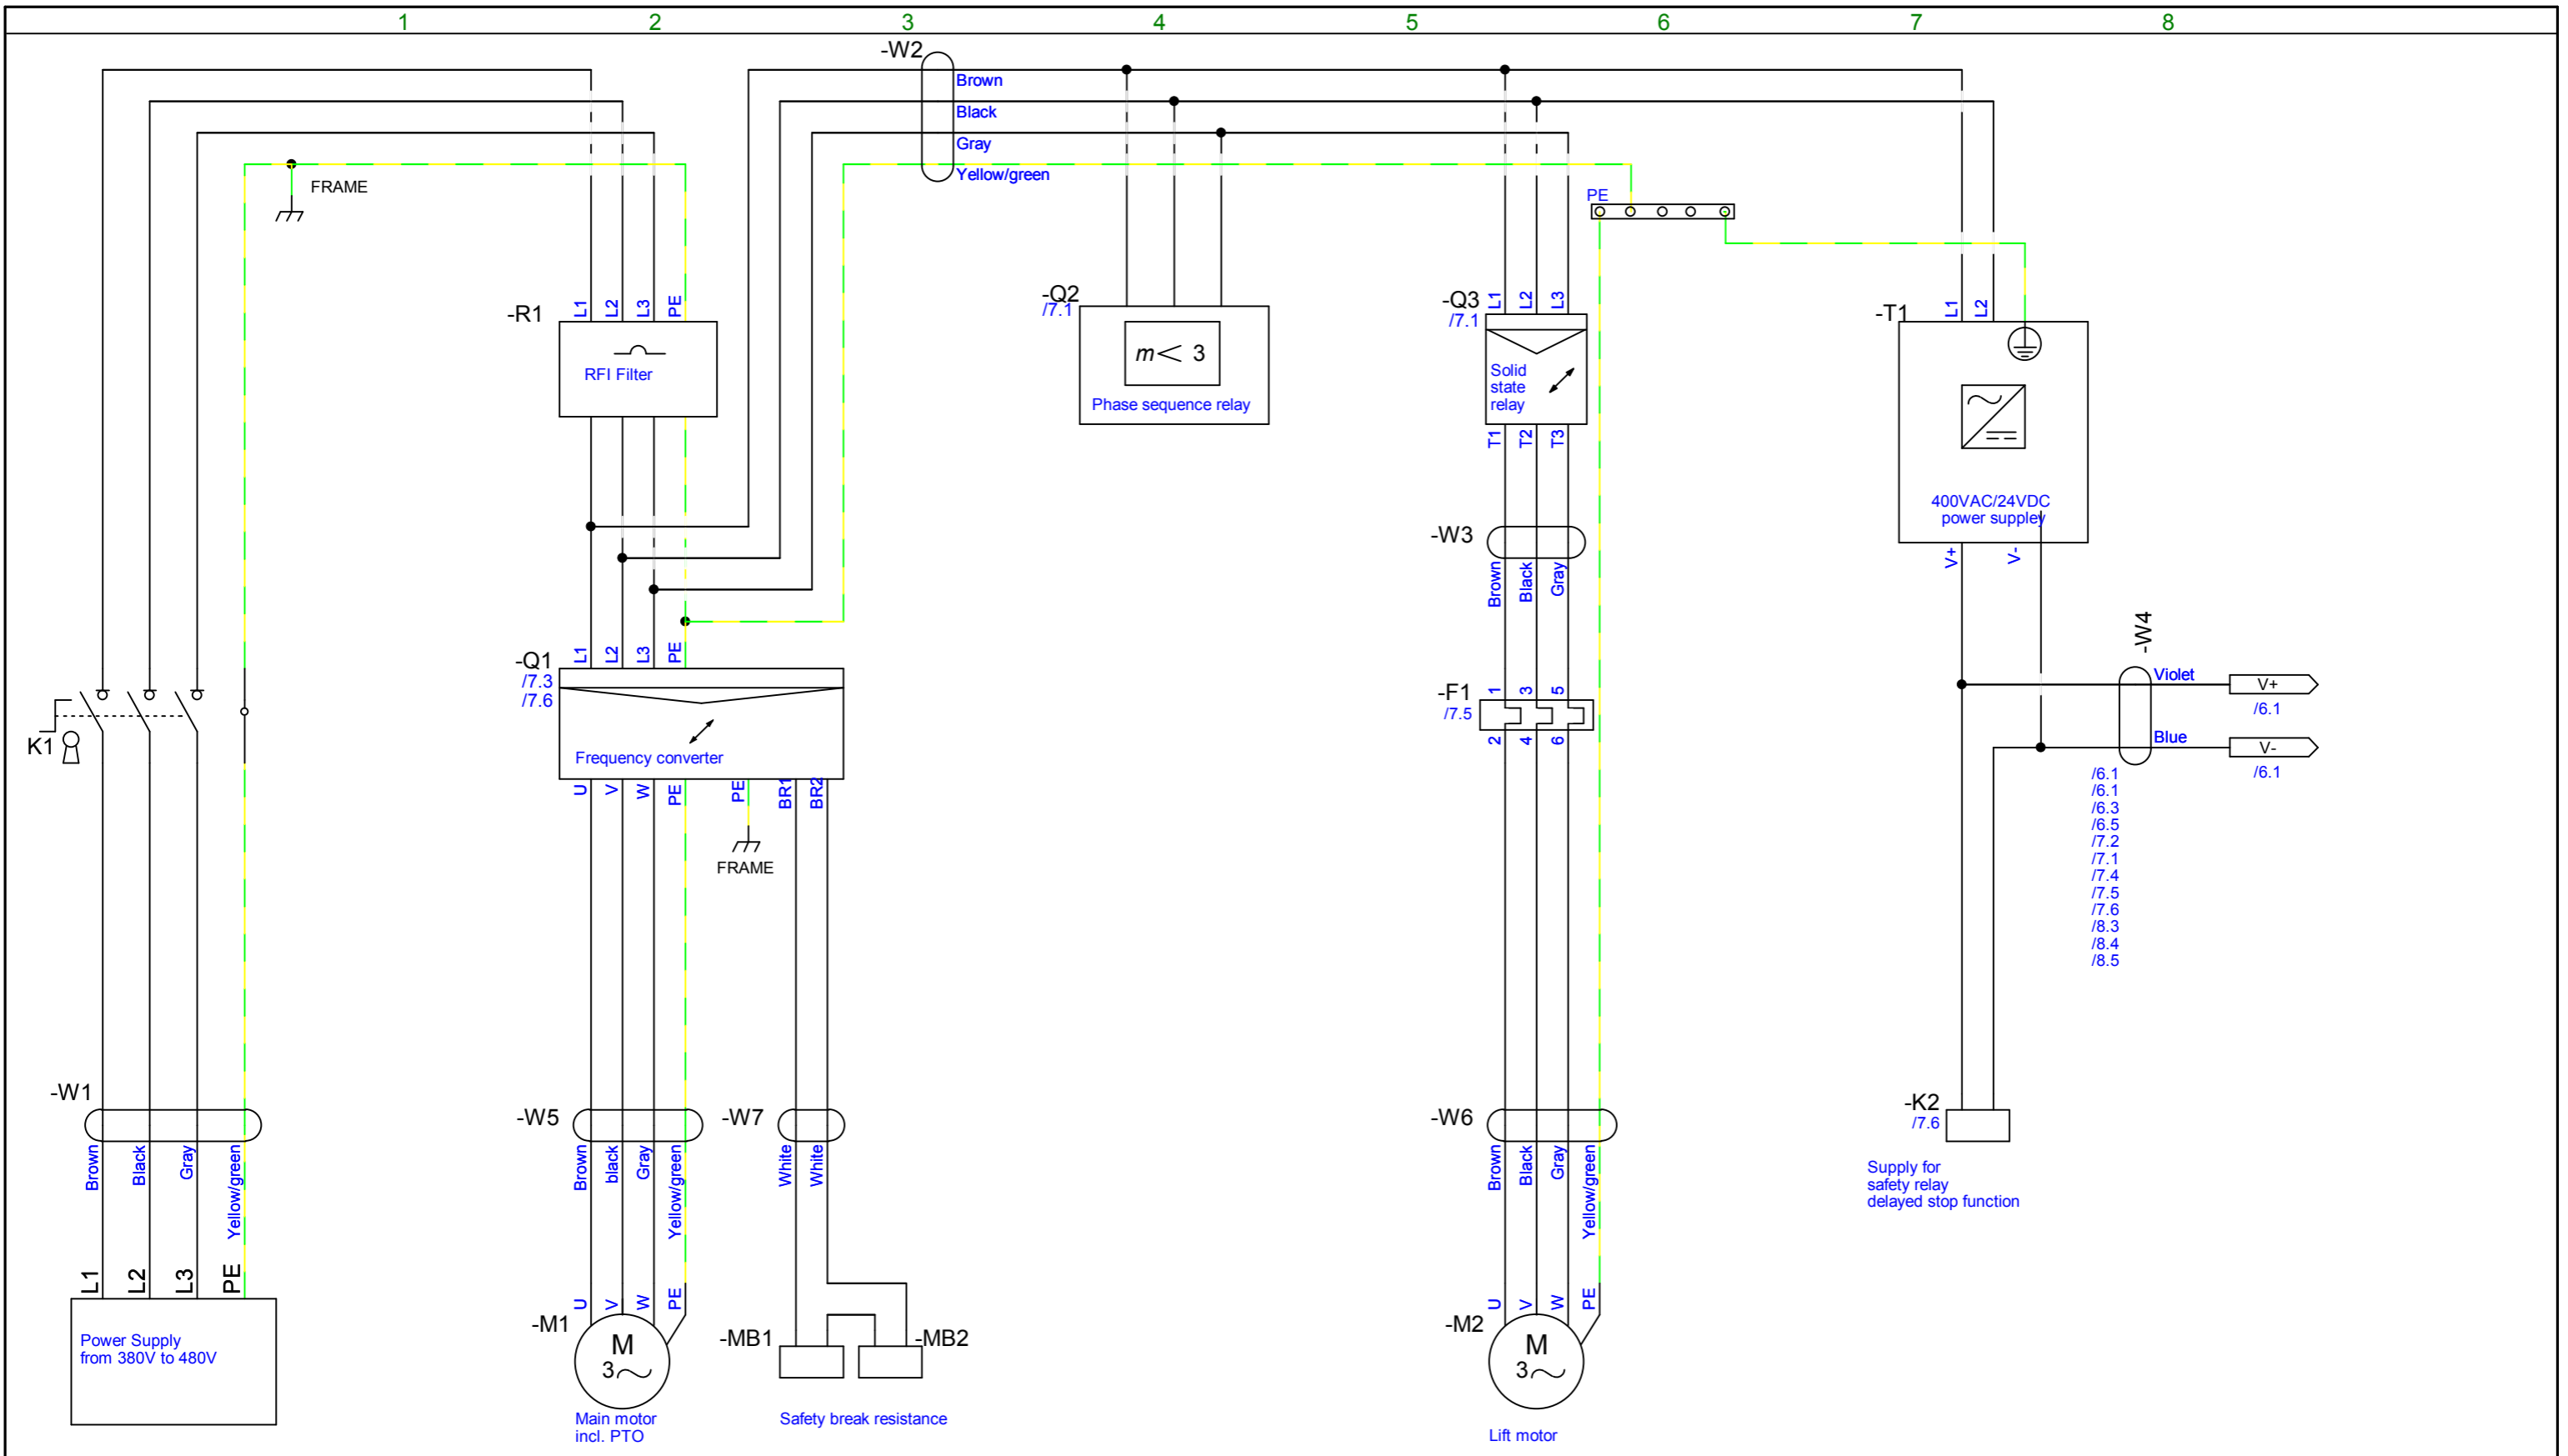 1 2 3 4 5 6 7 8
-W2
Brown
Black
Gray
Yellow/green
FRAME
PE
-R1
L1 L2 L3 PE
RFI Filter
-Q2
/7.1
m< 3
Phase sequence relay
-Q3
/7.1
L1 L2 L3
Solid
state
relay
T1 T2 T3
-T1
L1 L2
400VAC/24VDC
power suppley
V+ V-
-W3
Brown Black Gray
-W4
Violet
V+
/6.1
Blue
V-
/6.1
/6.1
/6.1
/6.3
/6.5
/7.2
/7.1
/7.4
/7.5
/7.6
/8.3
/8.4
/8.5
-Q1
/7.3
/7.6
L1 L2 L3 PE
Frequency converter
U V W PE PE BR1 BR2
FRAME
-F1
/7.5
1 3 5
2 4 6
K1
-W1
Brown Black Gray Yellow/green
L1 L2 L3 PE
Power Supply
from 380V to 480V
-W5
Brown black Gray Yellow/green
-W7
White White
U V W PE
-M1
M
3
Main motor
incl. PTO
-MB1
-MB2
Safety break resistance
-W6
Brown Black Gray Yellow/green
U V W PE
-M2
M
3
Lift motor
-K2
/7.6
Supply for
safety relay
delayed stop function